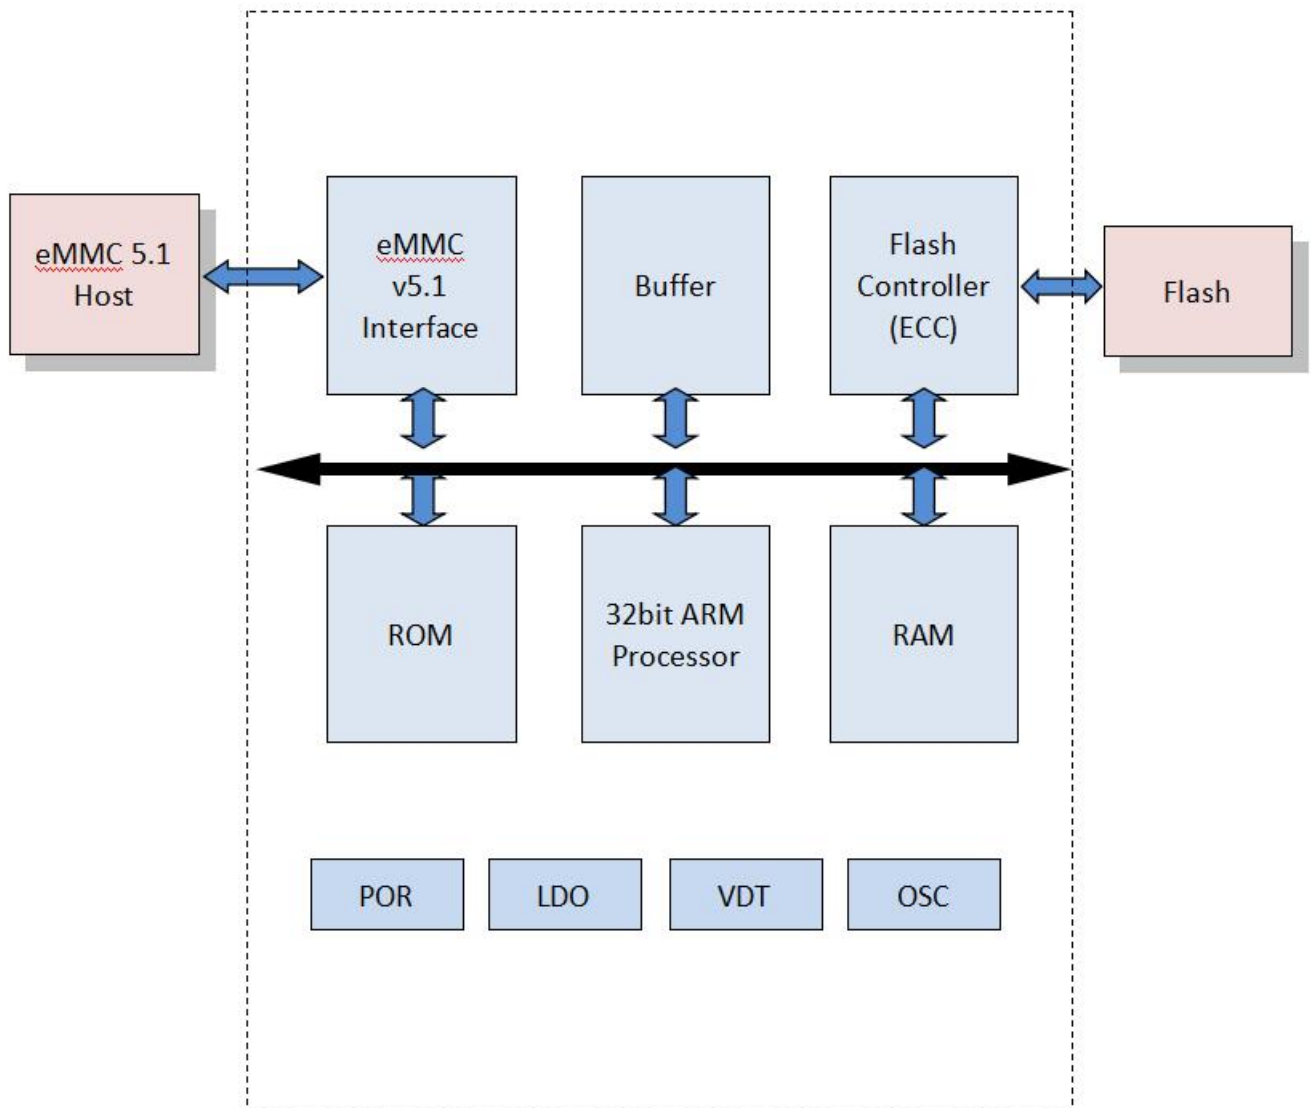 eMMC 5.1
Host
eMMC
v5.1
Interface
Buffer
Flash
Controller
(ECC)
Flash
ROM
32bit ARM
Processor
RAM
POR
LDO
VDT
OSC